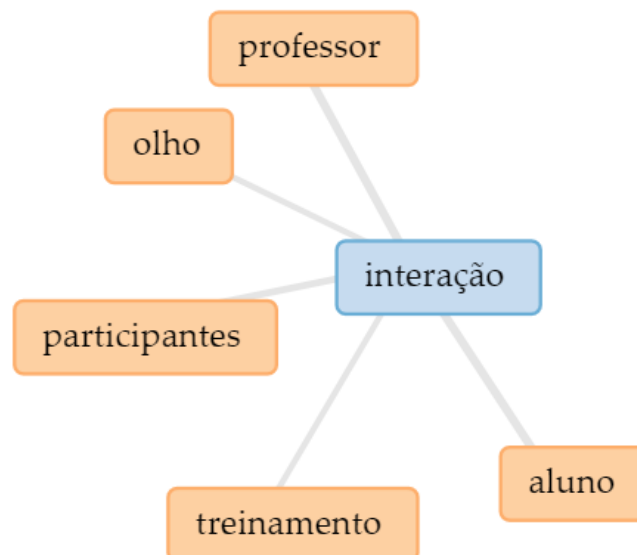 professor
olho
interação
participantes
aluno
treinamento